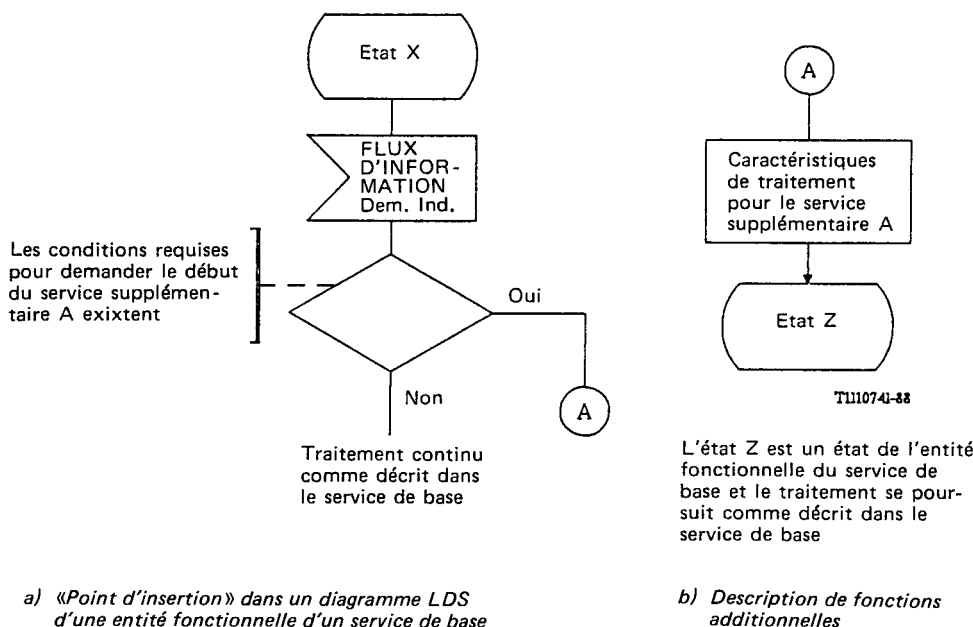 Etat X
FLUX
D'INFOR-
MATION
Dem. Ind.
Les conditions requises
pour demander le début
du service supplémen-
taire A exixtent
Oui
Non
A
Traitement continu
comme décrit dans
le service de base
a) «Point d'insertion» dans un diagramme LDS
d'une entité fonctionnelle d'un service de base
A
Caractéristiques
de traitement
pour le service
supplémentaire A
Etat Z
T1110741-88
L'état Z est un état de l'entité
fonctionnelle du service de
base et le traitement se pour-
suit comme décrit dans le
service de base
b) Description de fonctions
additionnelles